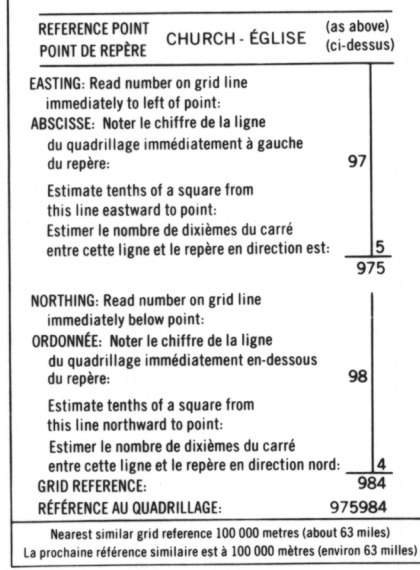 REFERENCE POINT CHURCH - ÉGLISE (as above)
POINT DE REPÈRE (ci-dessus)
EASTING: Read number on grid line
immediately to left of point:
ABSCISSE: Noter le chiffre de la ligne
du quadrillage immédiatement à gauche
du repère: 97
Estimate tenths of a square from
this line eastward to point:
Estimer le nombre de dixièmes du carré
entre cette ligne et le repère en direction est: 5
975
NORTHING: Read number on grid line
immediately below point:
ORDONNÉE: Noter le chiffre de la ligne
du quadrillage immédiatement en-dessous
du repère: 98
Estimate tenths of a square from
this line northward to point:
Estimer le nombre de dixièmes du carré
entre cette ligne et le repère en direction nord: 4
GRID REFERENCE: 984
RÉFÉRENCE AU QUADRILLAGE: 975984
Nearest similar grid reference 100 000 metres (about 63 miles)
La prochaine référence similaire est à 100 000 mètres (environ 63 milles)